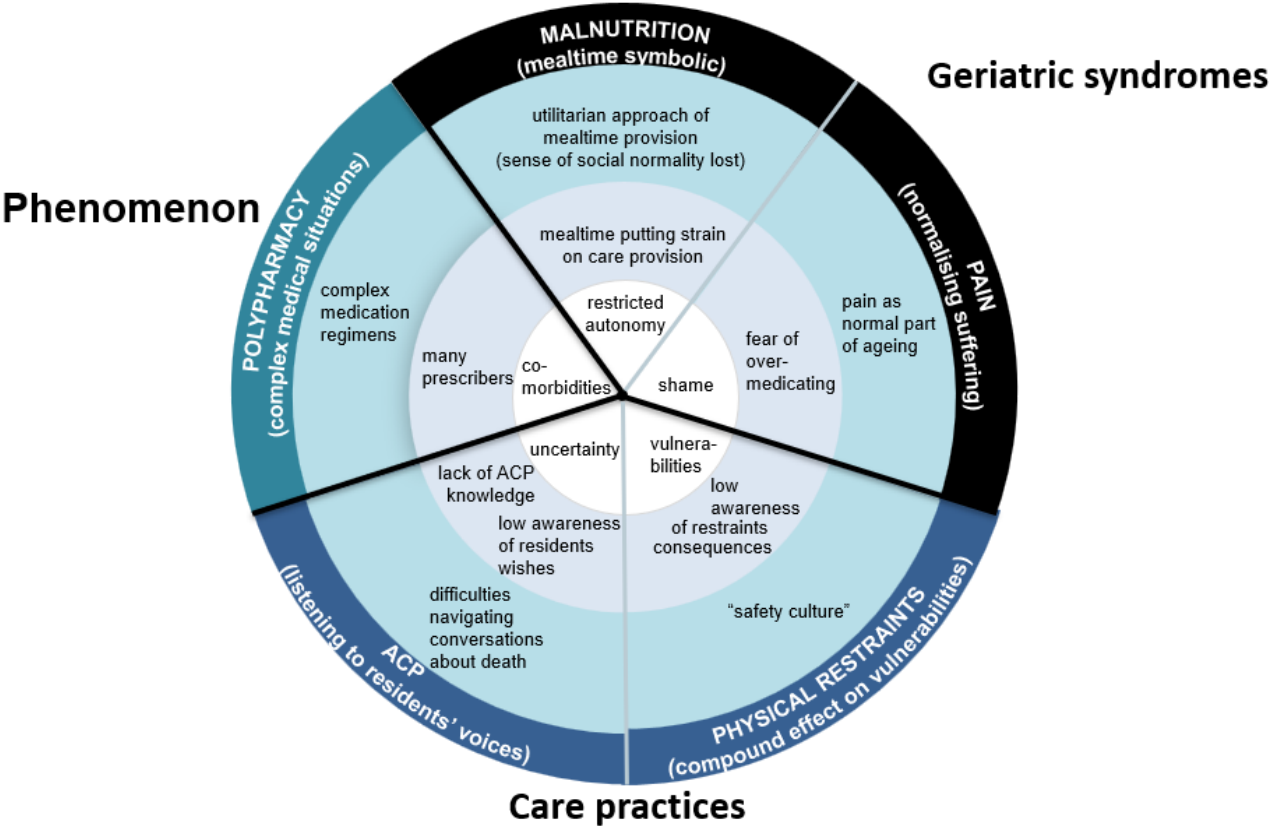 MALNUTRITION
(mealtime symbolic)
Geriatric syndromes
utilitarian approach of
mealtime provision
(sense of social normality lost)
Phenomenon
POLYPHARMACY
(complex medical situations)
mealtime putting strain
on care provision
PAIN
(normalising suffering)
complex
medication
regimens
restricted
autonomy
pain as
normal part
of ageing
many
prescribers
co-
morbidities
shame
fear of
over-
medicating
uncertainty
vulnera-
bilities
lack of ACP
knowledge
low awareness
of residents
wishes
low
awareness
of restraints
consequences
difficulties
navigating
conversations
about death
“safety culture”
ACP
(listening to residents’ voices)
PHYSICAL RESTRAINTS
(compound effect on vulnerabilities)
Care practices